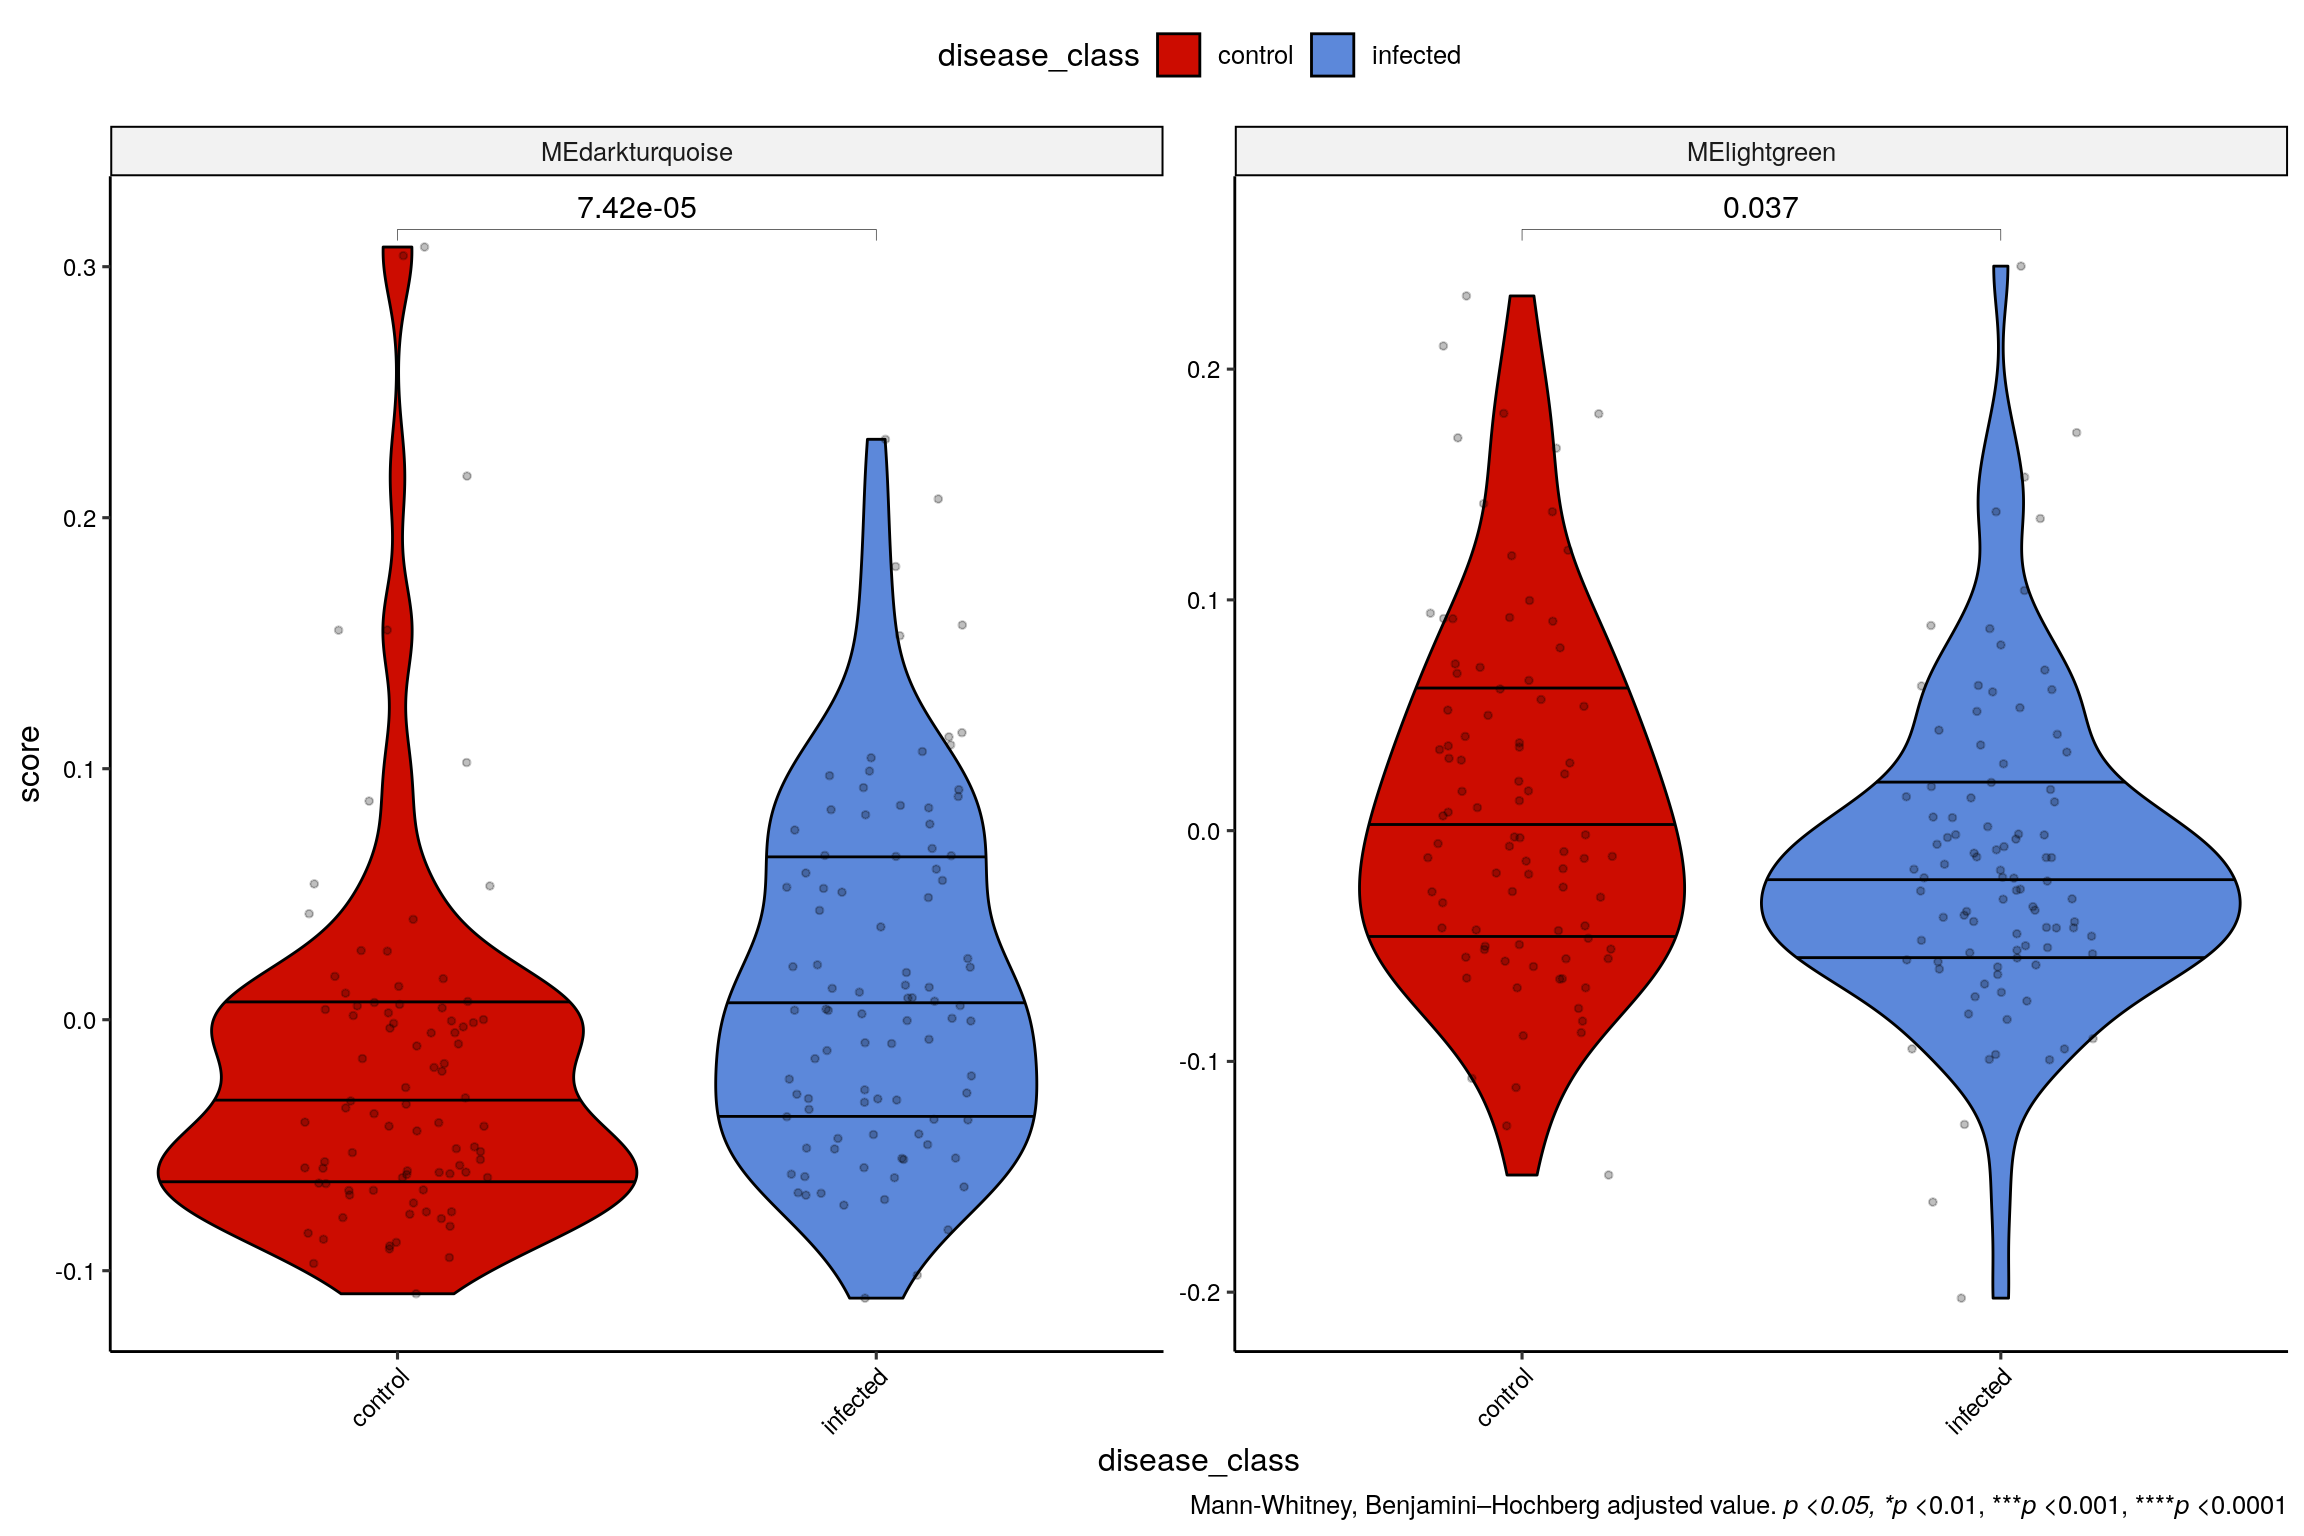 disease_class control infected
MEdarkturquoise MElightgreen
7.42e-05 0.037
0.3
0.2
0.1
0.0
-0.1
score
0.2
0.1
0.0
-0.1
-0.2
control infected control infected
disease_class
Mann-Whitney, Benjamini–Hochberg adjusted value. p <0.05, *p <0.01, ***p <0.001, ****p <0.0001